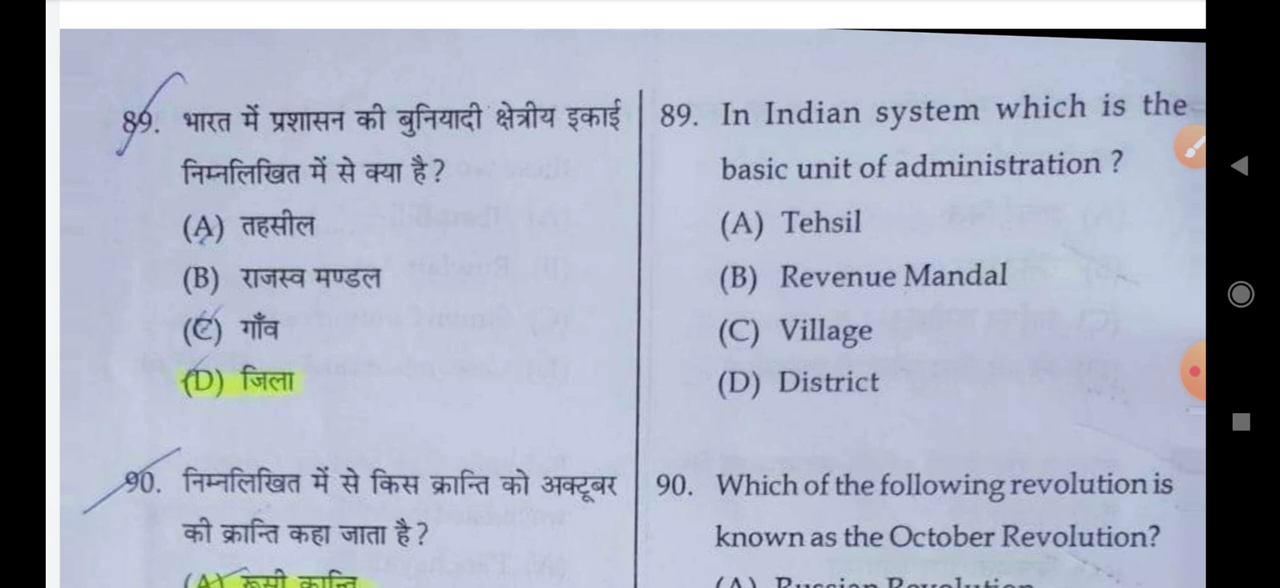 89. भारत में प्रशासन की बुनियादी क्षेत्रीय इकाई
निम्नलिखित में से क्या है?
(A) तहसील
(B) राजस्व मण्डल
(C) गाँव
(D) जिला
90. निम्नलिखित में से किस क्रान्ति को अक्टूबर
की क्रान्ति कहा जाता है?
(A) रूसी क्रान्ति
89. In Indian system which is the
basic unit of administration ?
(A) Tehsil
(B) Revenue Mandal
(C) Village
(D) District
90. Which of the following revolution is
known as the October Revolution?
(A) Russian Revolution